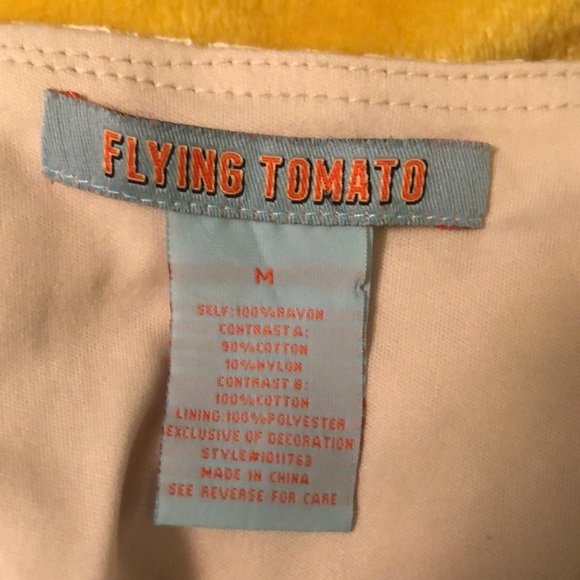 FLYING TOMATO
M
SELF:100%RAYON
CONTRAST A:
90%COTTON
10%NYLON
CONTRAST B:
100%COTTON
LINING:100%POLYESTER
EXCLUSIVE OF DECORATION
STYLE#1011763
MADE IN CHINA
SEE REVERSE FOR CARE